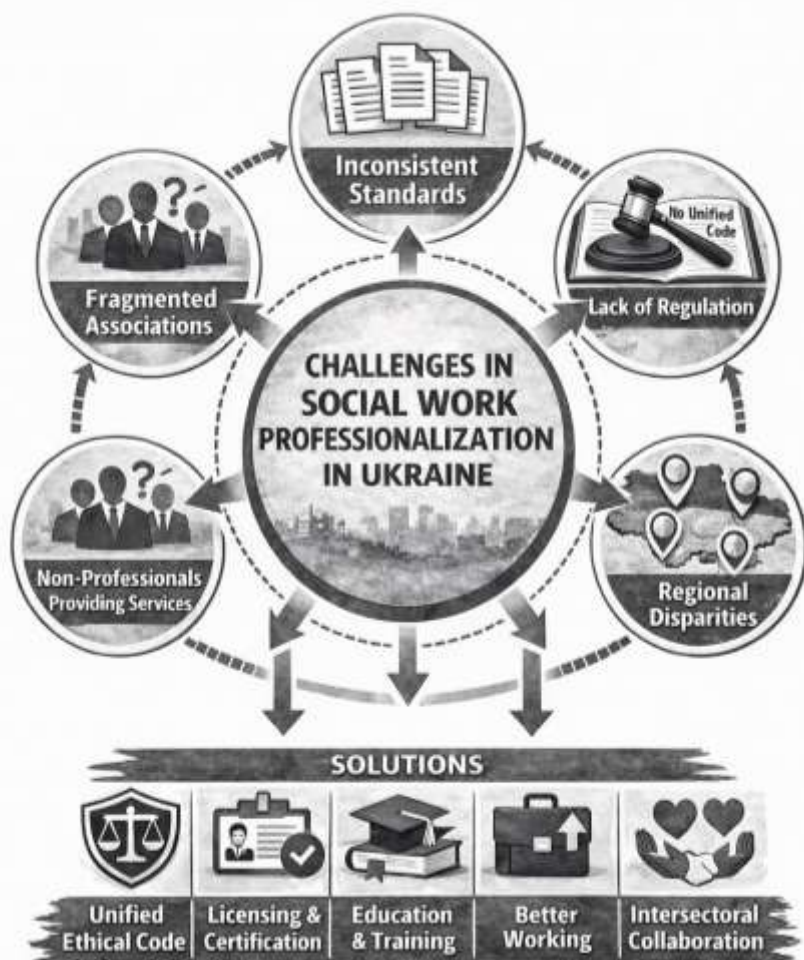 Inconsistent
Standards
Fragmented
Associations
No Unified
Code
Lack of Regulation
CHALLENGES IN
SOCIAL WORK
PROFESSIONALIZATION
IN UKRAINE
Non-Professionals
Providing Services
Regional
Disparities
SOLUTIONS
Unified
Ethical Code
Licensing &
Certification
Education
& Training
Better
Working
Intersectoral
Collaboration